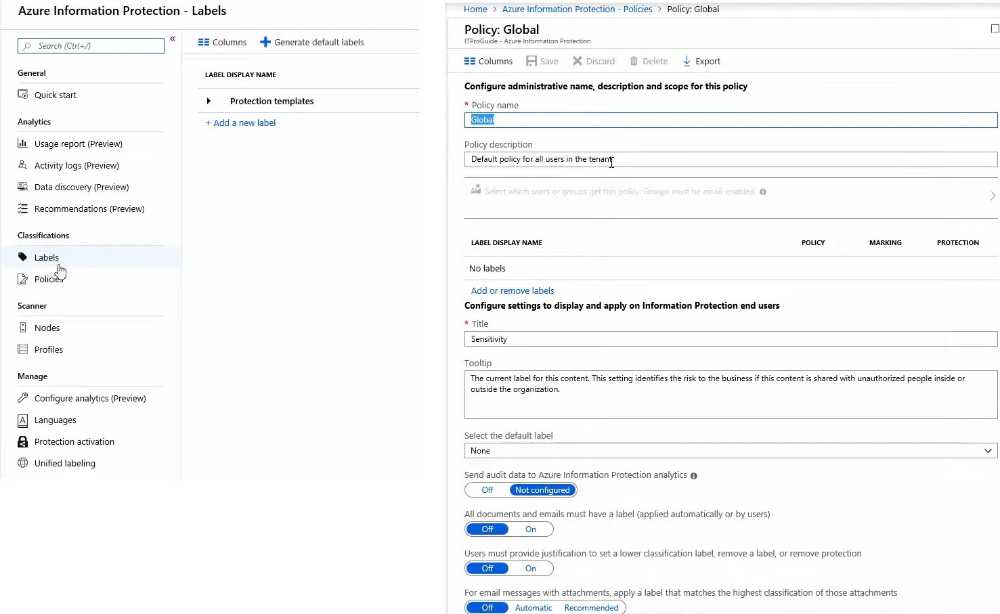 Azure Information Protection - Labels
Search (Ctrl+/)
«
General
Quick start
Analytics
Usage report (Preview)
Activity logs (Preview)
Data discovery (Preview)
Recommendations (Preview)
Classifications
Labels
Policies
Scanner
Nodes
Profiles
Manage
Configure analytics (Preview)
Languages
Protection activation
Unified labeling
Columns
Generate default labels
LABEL DISPLAY NAME
Protection templates
+ Add a new label
Home > Azure Information Protection - Policies > Policy: Global
Policy: Global
ITProGuide - Azure Information Protection
Columns Save Discard Delete Export
Configure administrative name, description and scope for this policy
* Policy name
Global
Policy description
Default policy for all users in the tenant
Select which users or groups get this policy. Groups must be email-enabled.
LABEL DISPLAY NAME POLICY MARKING PROTECTION
No labels
Add or remove labels
Configure settings to display and apply on Information Protection end users
* Title
Sensitivity
Tooltip
The current label for this content. This setting identifies the risk to the business if this content is shared with unauthorized people inside or
outside the organization.
Select the default label
None
Send audit data to Azure Information Protection analytics
Off Not configured
All documents and emails must have a label (applied automatically or by users)
Off On
Users must provide justification to set a lower classification label, remove a label, or remove protection
Off On
For email messages with attachments, apply a label that matches the highest classification of those attachments
Off Automatic Recommended